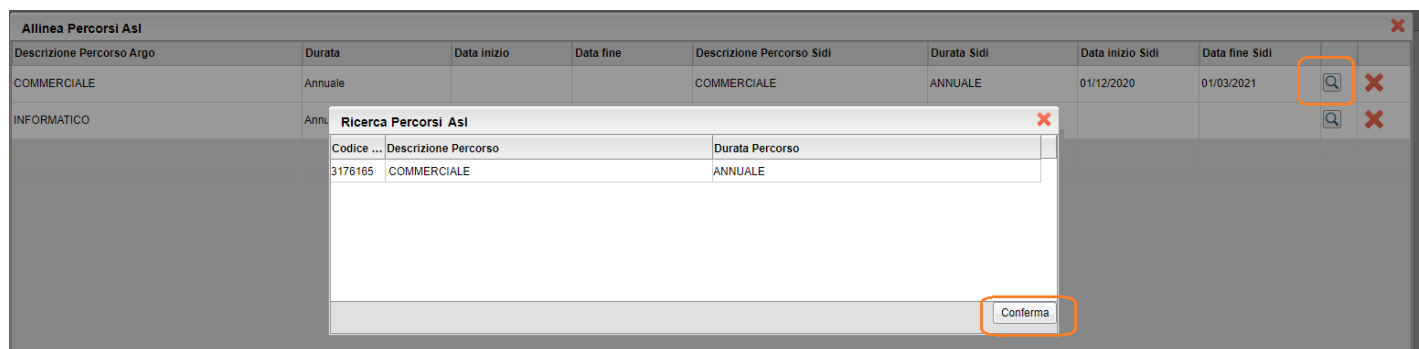 Allinea Percorsi Asl
Descrizione Percorso Argo Durata Data inizio Data fine Descrizione Percorso Sidi Durata Sidi Data inizio Sidi Data fine Sidi
COMMERCIALE Annuale COMMERCIALE ANNUALE 01/12/2020 01/03/2021
INFORMATICO
Ricerca Percorsi Asl
Codice ... Descrizione Percorso Durata Percorso
3176165 COMMERCIALE ANNUALE
Conferma